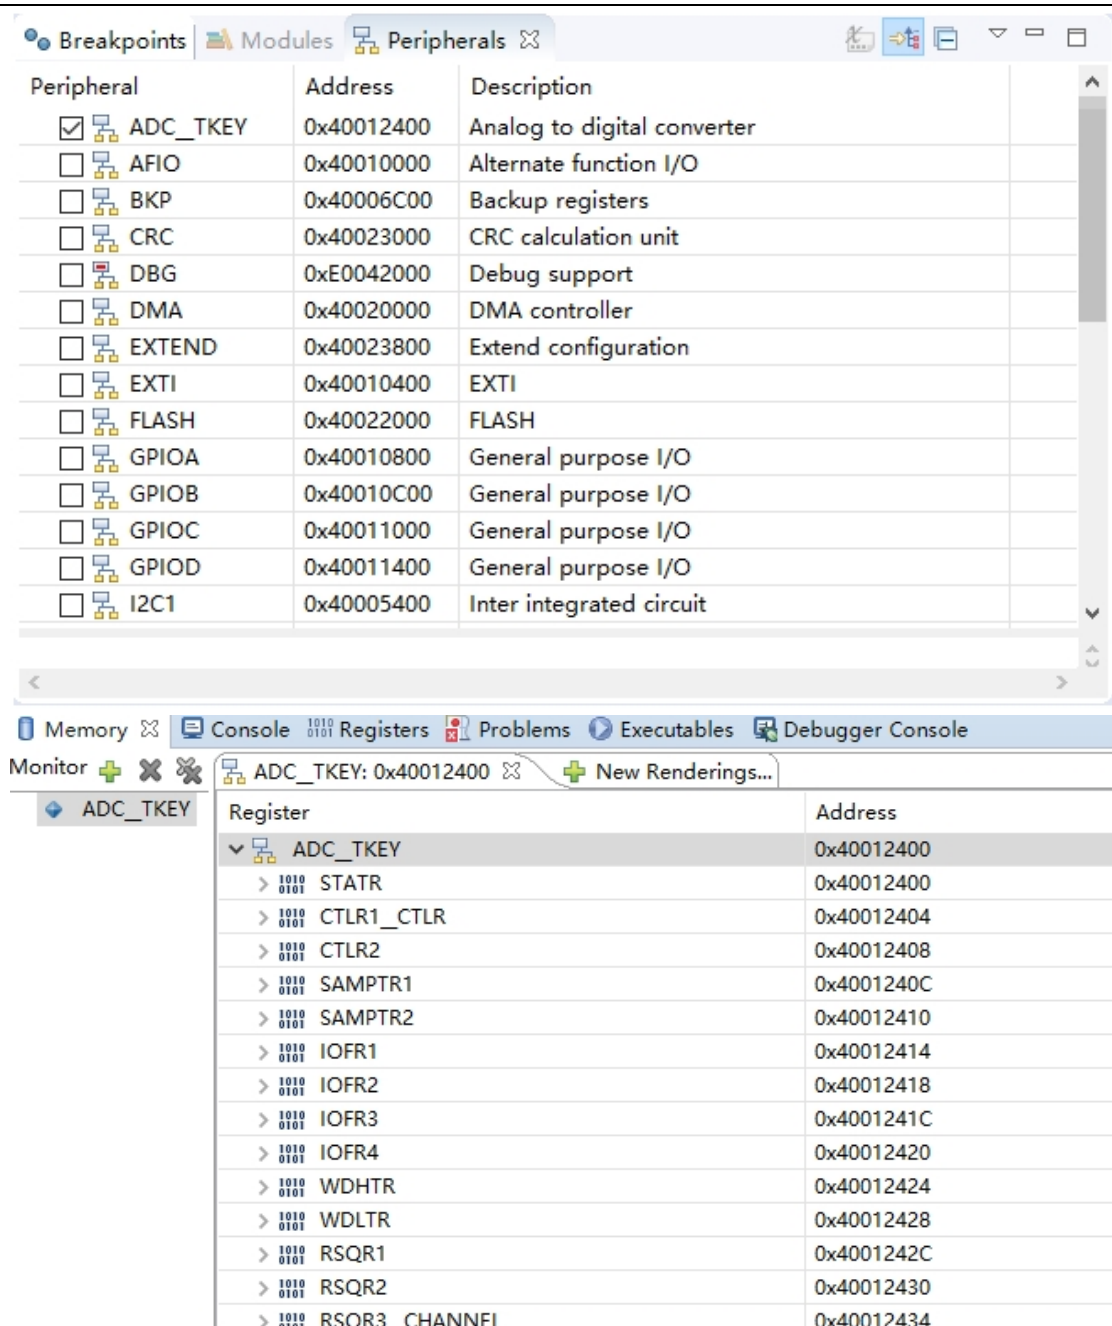 Breakpoints Modules Peripherals
Peripheral Address Description
ADC_TKEY 0x40012400 Analog to digital converter
AFIO 0x40010000 Alternate function I/O
BKP 0x40006C00 Backup registers
CRC 0x40023000 CRC calculation unit
DBG 0xE0042000 Debug support
DMA 0x40020000 DMA controller
EXTEND 0x40023800 Extend configuration
EXTI 0x40010400 EXTI
FLASH 0x40022000 FLASH
GPIOA 0x40010800 General purpose I/O
GPIOB 0x40010C00 General purpose I/O
GPIOC 0x40011000 General purpose I/O
GPIOD 0x40011400 General purpose I/O
I2C1 0x40005400 Inter integrated circuit
Memory Console Registers Problems Executables Debugger Console
Monitor ADC_TKEY: 0x40012400 New Renderings...
ADC_TKEY Register Address
ADC_TKEY 0x40012400
STATR 0x40012400
CTLR1_CTLR 0x40012404
CTLR2 0x40012408
SAMPTR1 0x4001240C
SAMPTR2 0x40012410
IOFR1 0x40012414
IOFR2 0x40012418
IOFR3 0x4001241C
IOFR4 0x40012420
WDHTR 0x40012424
WDLTR 0x40012428
RSQR1 0x4001242C
RSQR2 0x40012430
RSQR3_CHANNEL 0x40012434